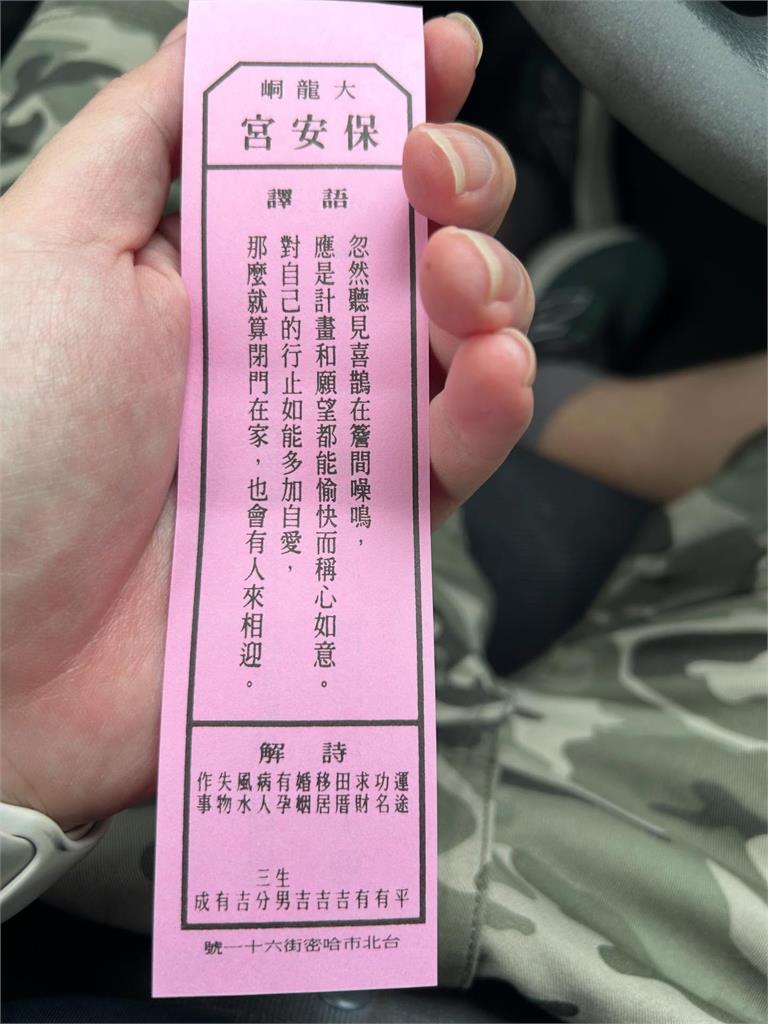 大龍峒
保安宮
語譯
忽然聽見喜鵲在簷間噪鳴，
應是計畫和願望都能愉快而稱心如意。
對自己的行止如能多加自愛，
那麼就算閉門在家，也會有人來相迎。
詩解
運途 平
功名 有
求財 有
田厝 吉
移居 吉
婚姻 吉
有孕 生男
病人 三分
風水 吉
失物 有
作事 成
台北市哈密街六十一號